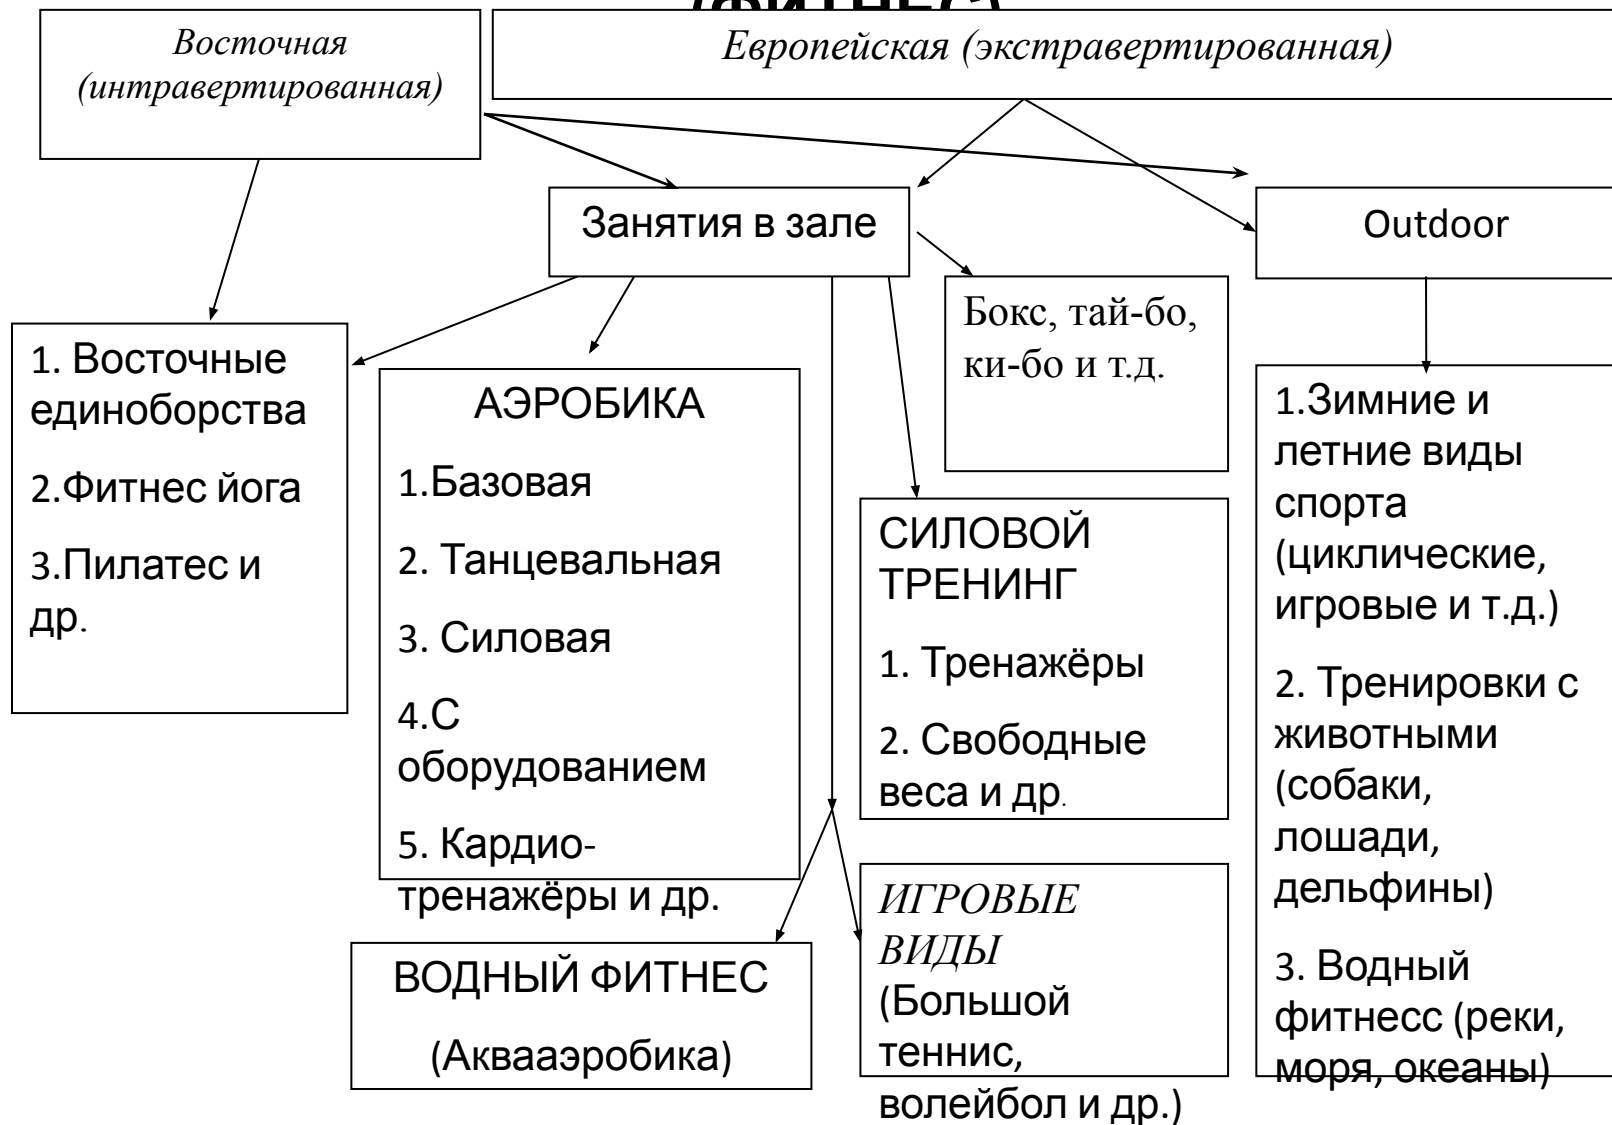 (ФИТНЕС)
Восточная
(интравертированная)
Европейская (экстравертированная)
Занятия в зале
Outdoor
1. Восточные
единоборства
2.Фитнес йога
3.Пилатес и
др.
АЭРОБИКА
1.Базовая
2. Танцевальная
3. Силовая
4.С
оборудованием
5. Кардио-
тренажёры и др.
Бокс, тай-бо,
ки-бо и т.д.
СИЛОВОЙ
ТРЕНИНГ
1. Тренажёры
2. Свободные
веса и др.
1.Зимние и
летние виды
спорта
(циклические,
игровые и т.д.)
2. Тренировки с
животными
(собаки,
лошади,
дельфины)
3. Водный
фитнесс (реки,
моря, океаны)
ВОДНЫЙ ФИТНЕС
(Аквааэробика)
ИГРОВЫЕ
ВИДЫ
(Большой
теннис,
волейбол и др.)